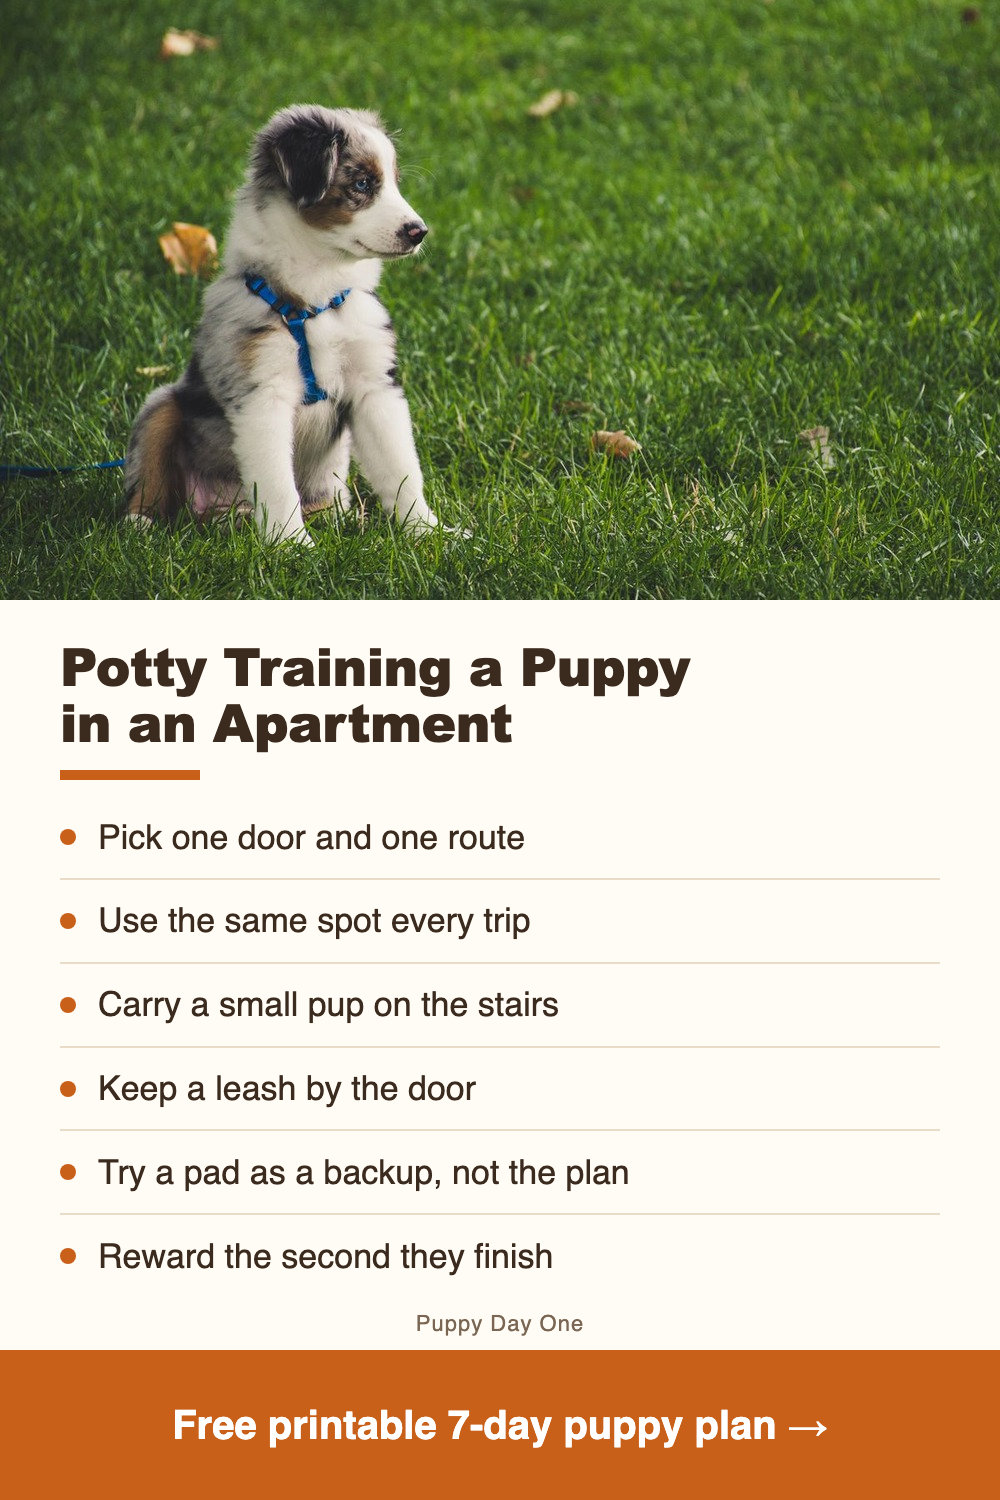 Potty Training a Puppy
in an Apartment
Pick one door and one route
Use the same spot every trip
Carry a small pup on the stairs
Keep a leash by the door
Try a pad as a backup, not the plan
Reward the second they finish
Puppy Day One
Free printable 7-day puppy plan →